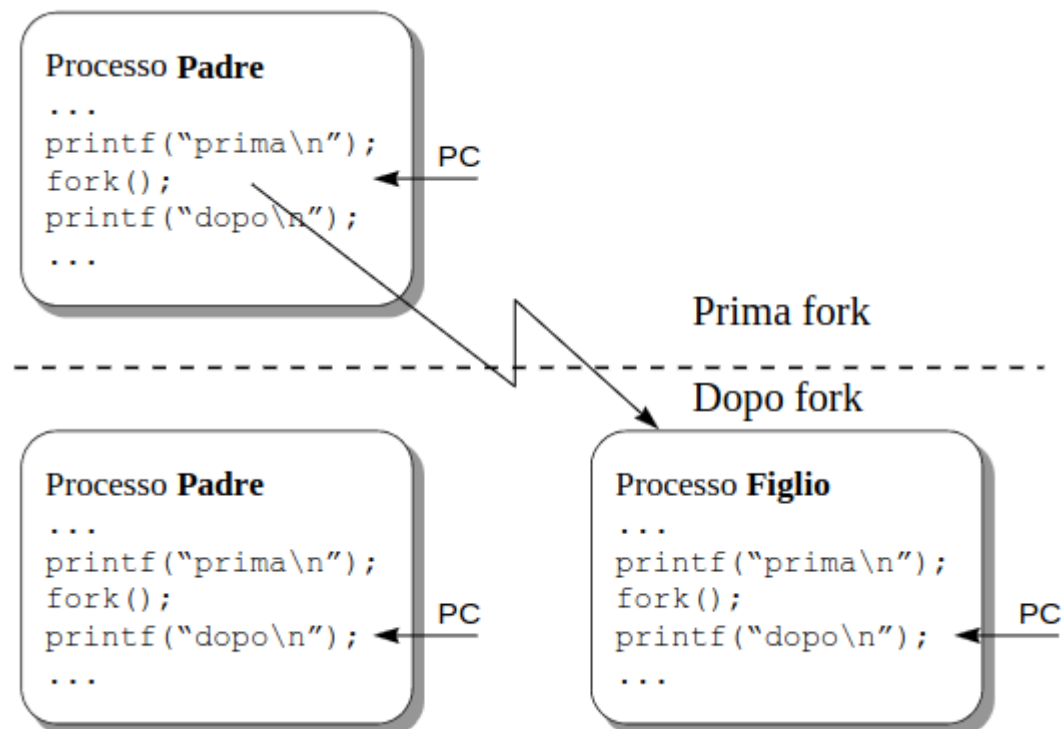 Processo Padre
...
printf(“prima\n”);
PC
fork();
printf(“dopo\n”);
...
Prima fork
Dopo fork
Processo Padre
...
printf(“prima\n”);
fork();
PC
printf(“dopo\n”);
...
Processo Figlio
...
printf(“prima\n”);
fork();
PC
printf(“dopo\n”);
...